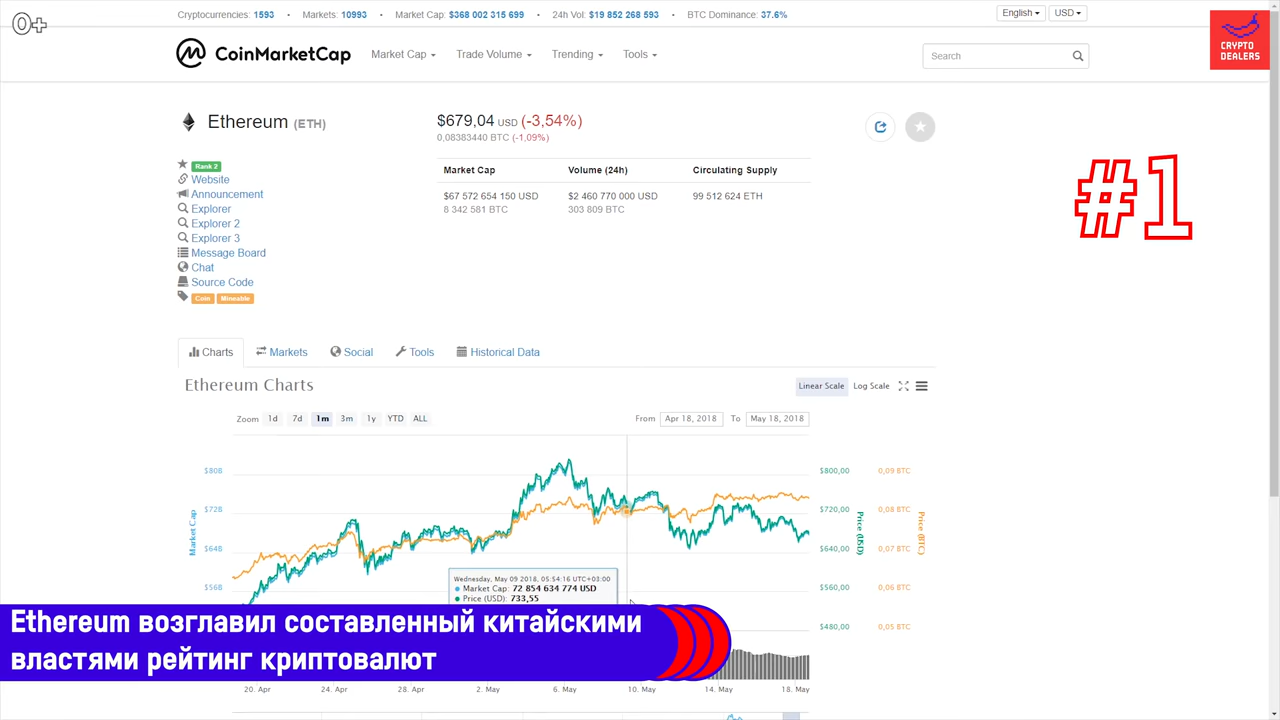 0+
Cryptocurrencies: 1593 • Markets: 10993 • Market Cap: $368 002 315 699 • 24h Vol: $19 852 268 593 • BTC Dominance: 37.6%
English USD
CRYPTO
DEALERS
CoinMarketCap Market Cap Trade Volume Trending Tools Search
Ethereum (ETH)
$679,04 USD (-3,54%)
0,08383440 BTC (-1,09%)
Rank 2
Website
Announcement
Explorer
Explorer 2
Explorer 3
Message Board
Chat
Source Code
Coin Mineable
Market Cap Volume (24h) Circulating Supply
$67 572 654 150 USD $2 460 770 000 USD 99 512 624 ETH
8 342 581 BTC 303 809 BTC
#1
Charts Markets Social Tools Historical Data
Ethereum Charts
Linear Scale Log Scale
Zoom 1d 7d 1m 3m 1y YTD ALL From Apr 18, 2018 To May 18, 2018
$808 $800,00 0,09 BTC
$728 $720,00 0,08 BTC
$648 $640,00 0,07 BTC
$568 $560,00 0,06 BTC
$480,00 0,05 BTC
Market Cap
Price (USD)
Price (BTC)
Wednesday, May 09 2018, 05:54:16 UTC+03:00
Market Cap: 72 854 634 774 USD
Price (USD): 733,55
Ethereum возглавил составленный китайскими
властями рейтинг криптовалют
20. Apr 24. Apr 28. Apr 2. May 6. May 10. May 14. May 18. May